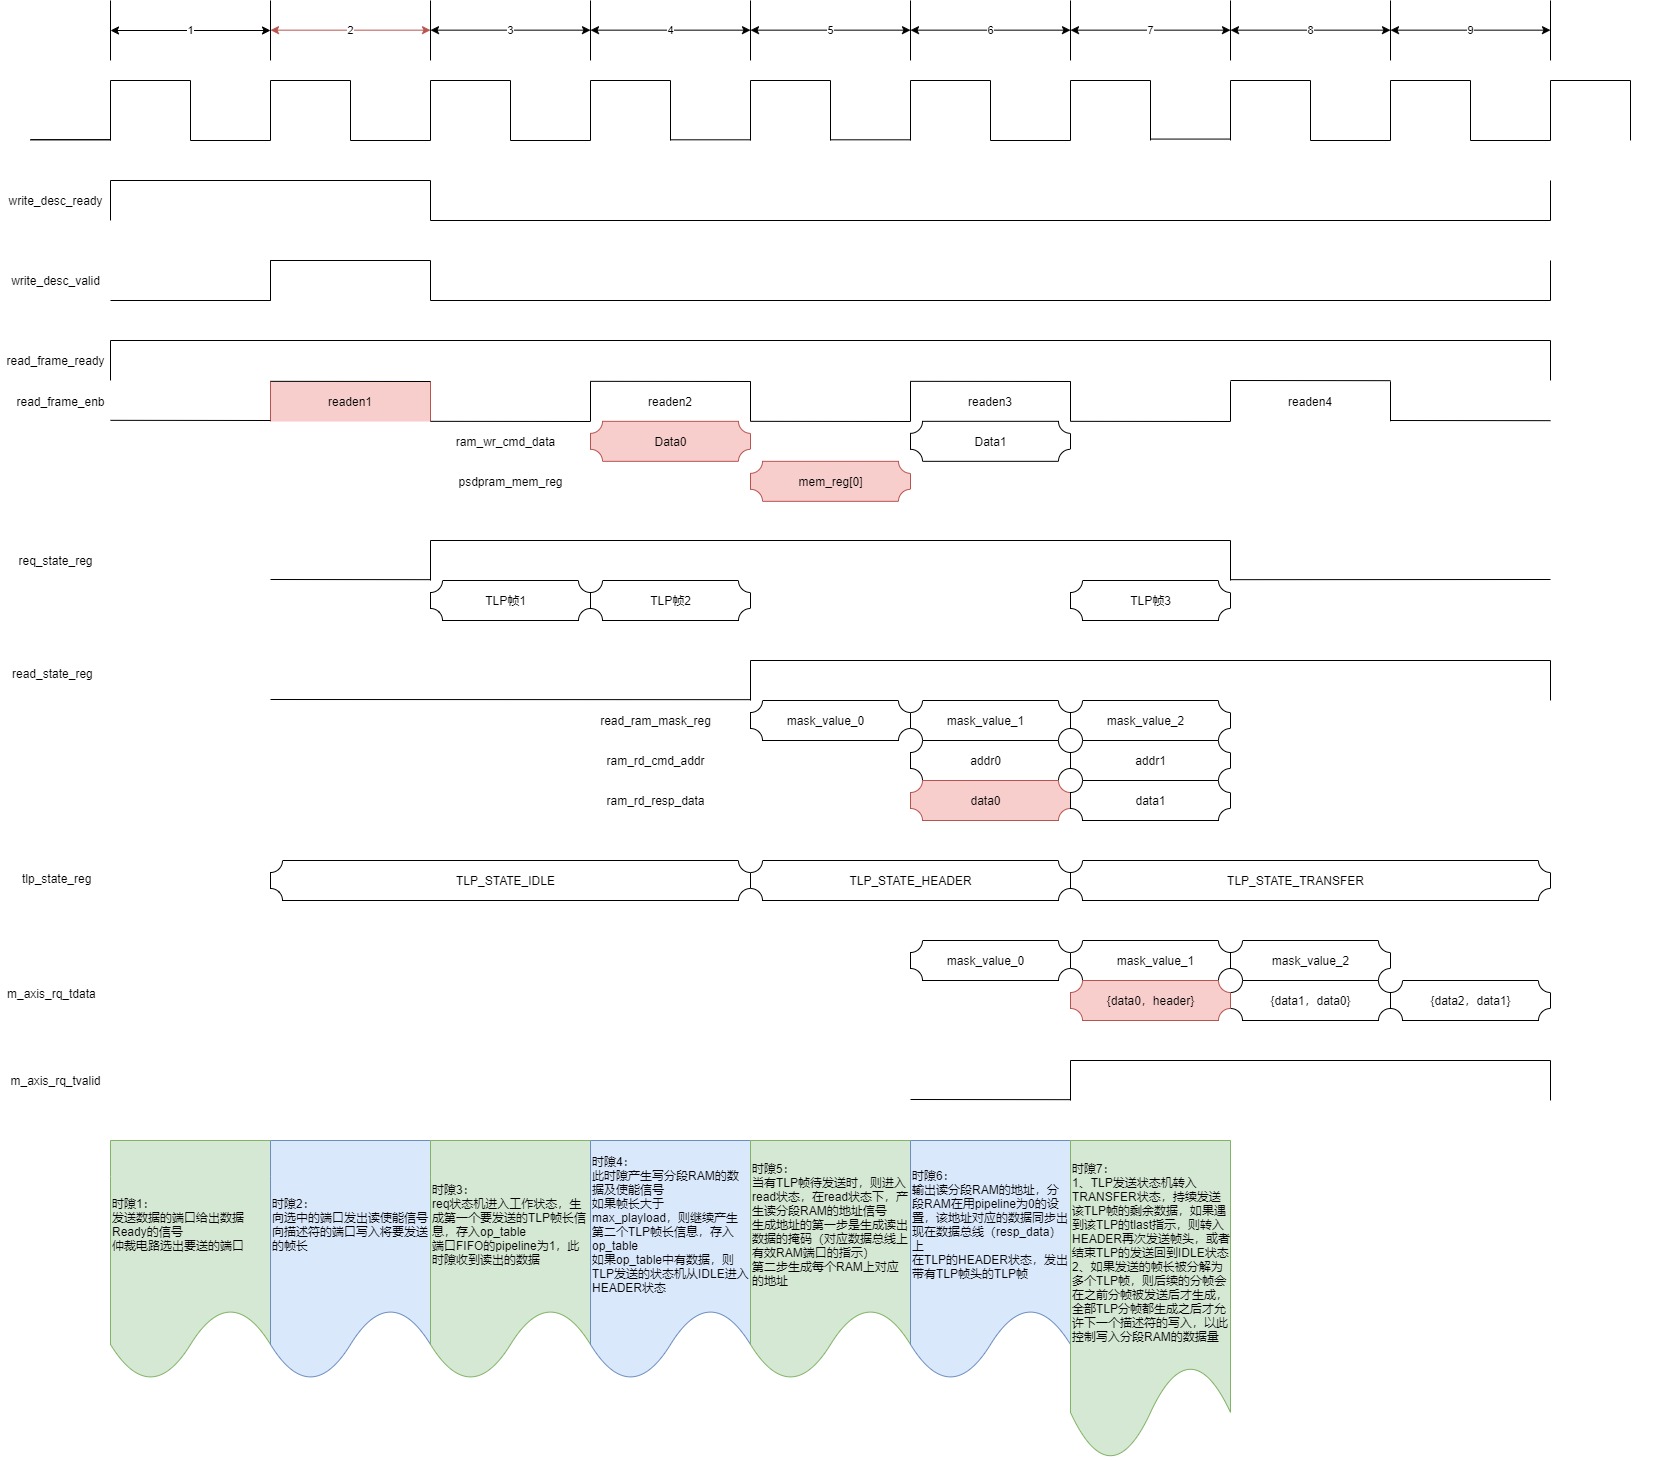 1
2
3
4
5
6
7
8
9
write_desc_ready
write_desc_valid
read_frame_ready
read_frame_enb
readen1
readen2
readen3
readen4
ram_wr_cmd_data
Data0
Data1
psdpram_mem_reg
mem_reg[0]
req_state_reg
TLP帧1
TLP帧2
TLP帧3
read_state_reg
read_ram_mask_reg
mask_value_0
mask_value_1
mask_value_2
ram_rd_cmd_addr
addr0
addr1
ram_rd_resp_data
data0
data1
tlp_state_reg
TLP_STATE_IDLE
TLP_STATE_HEADER
TLP_STATE_TRANSFER
mask_value_0
mask_value_1
mask_value_2
m_axis_rq_tdata
{data0，header}
{data1，data0}
{data2，data1}
m_axis_rq_tvalid
时隙1：
发送数据的端口给出数据
Ready的信号
仲裁电路选出要送的端口
时隙2：
向选中的端口发出读使能信号
向描述符的端口写入将要发送
的帧长
时隙3：
req状态机进入工作状态，生
成第一个要发送的TLP帧长信
息，存入op_table
端口FIFO的pipeline为1，此
时隙收到读出的数据
时隙4：
此时隙产生写分段RAM的数
据及使能信号
如果帧长大于
max_playload，则继续产生
第二个TLP帧长信息，存入
op_table
如果op_table中有数据，则
TLP发送的状态机从IDLE进入
HEADER状态
时隙5：
当有TLP帧待发送时，则进入
read状态，在read状态下，产
生读分段RAM的地址信号
生成地址的第一步是生成读出
数据的掩码（对应数据总线上
有效RAM端口的指示）
第二步生成每个RAM上对应
的地址
时隙6：
输出读分段RAM的地址，分
段RAM在用pipeline为0的设
置，该地址对应的数据同步出
现在数据总线（resp_data）
上
在TLP的HEADER状态，发出
带有TLP帧头的TLP帧
时隙7：
1、TLP发送状态机转入
TRANSFER状态，持续发送
该TLP帧的剩余数据，如果遇
到该TLP的tlast指示，则转入
HEADER再次发送帧头，或者
结束TLP的发送回到IDLE状态
2、如果发送的帧长被分解为
多个TLP帧，则后续的分帧会
在之前分帧被发送后才生成，
全部TLP分帧都生成之后才允
许下一个描述符的写入，以此
控制写入分段RAM的数据量